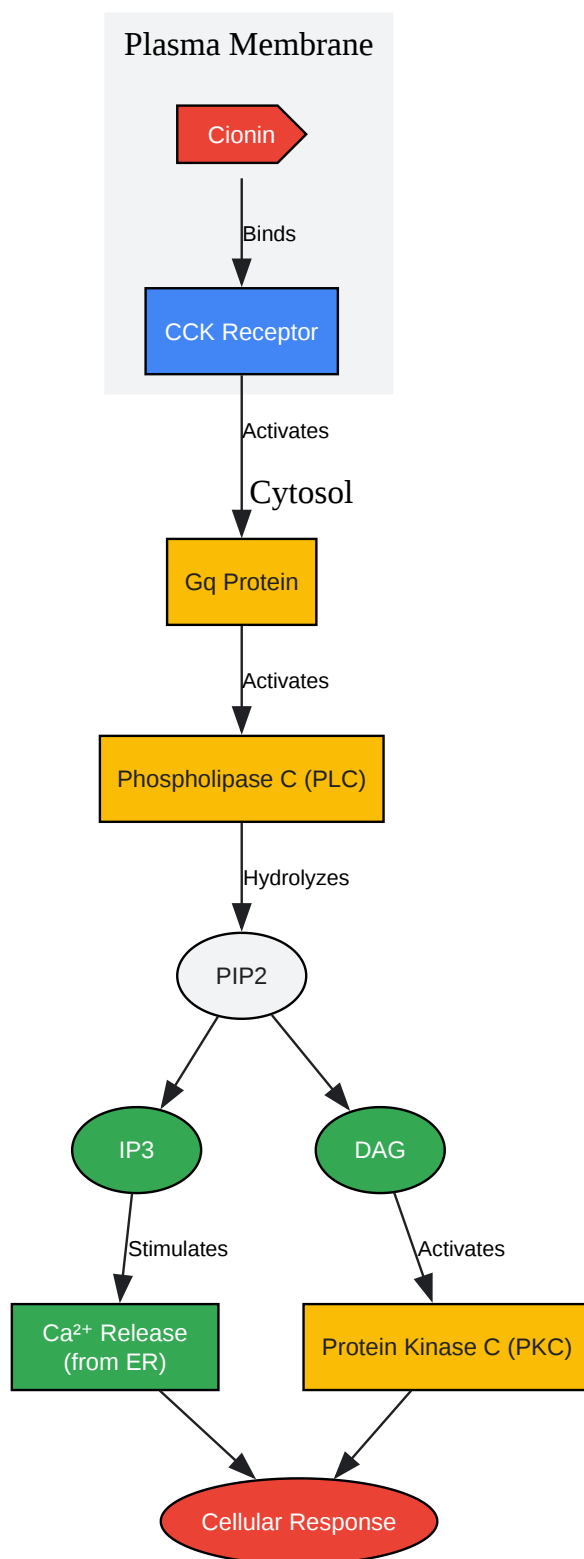 Plasma Membrane
Cionin
Binds
CCK Receptor
Activates
Cytosol
Gq Protein
Activates
Phospholipase C (PLC)
Hydrolyzes
PIP2
IP3
DAG
Stimulates
Activates
Ca²⁺ Release
(from ER)
Protein Kinase C (PKC)
Cellular Response